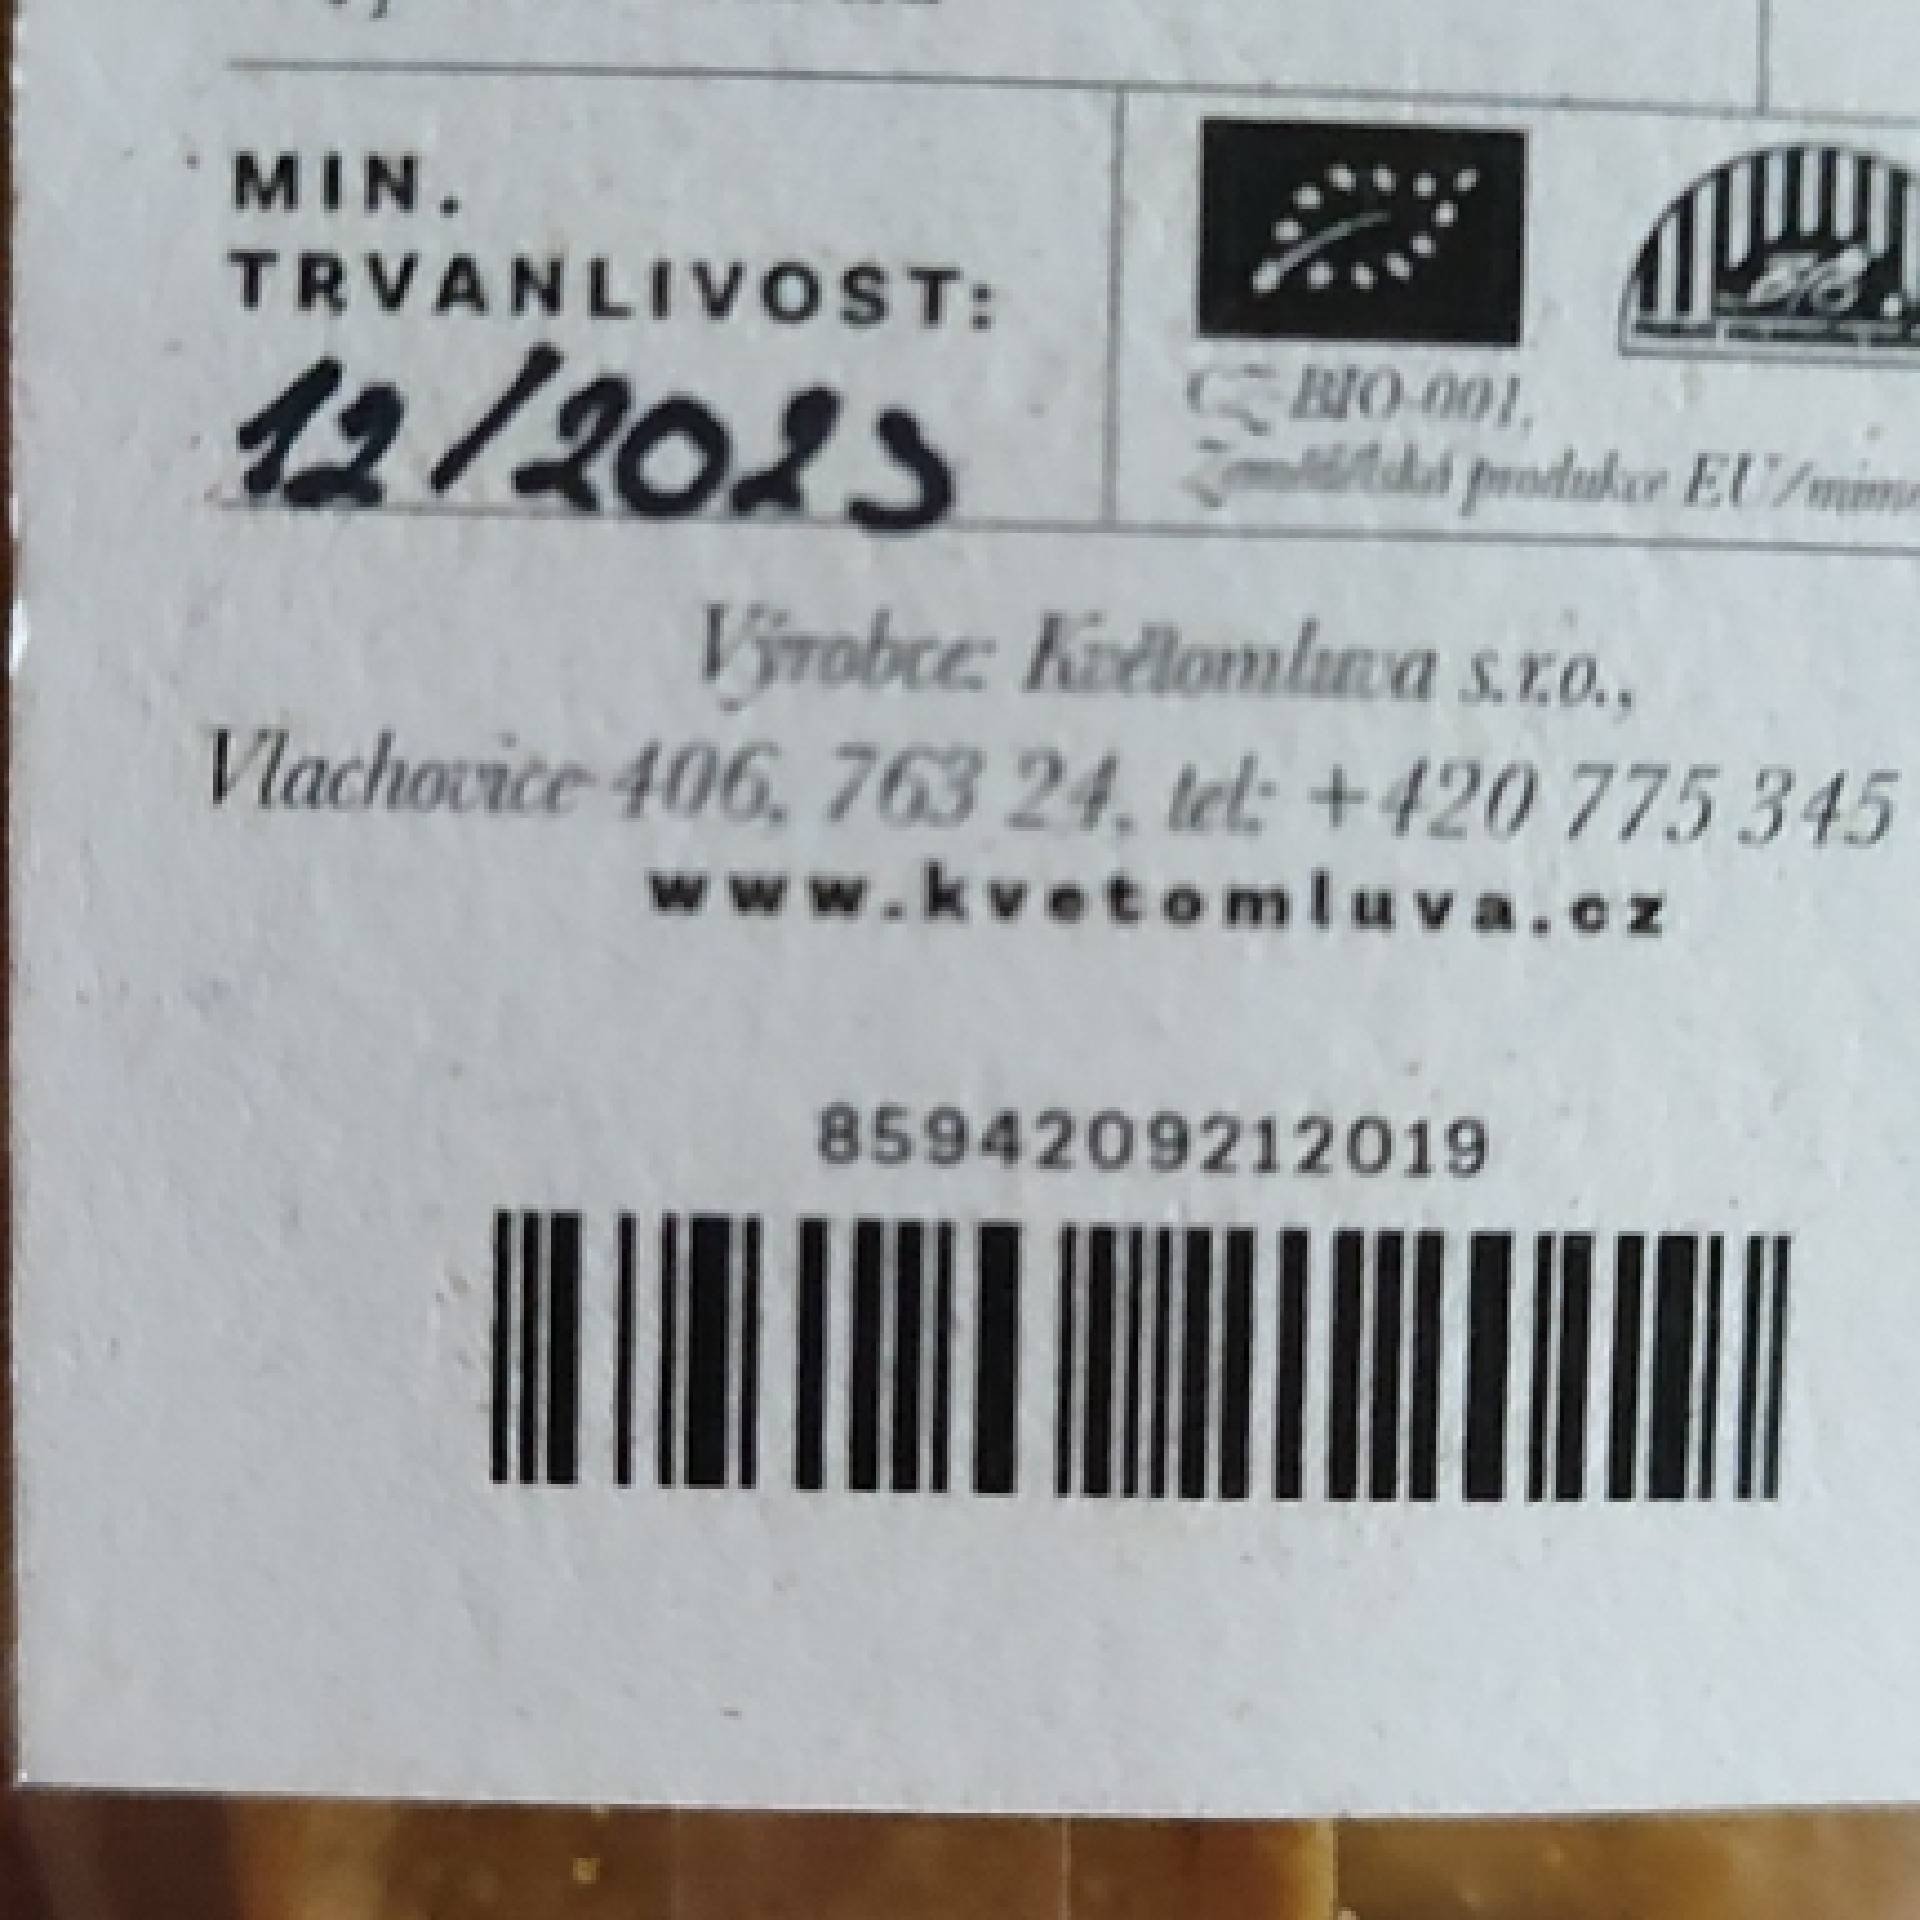 MIN.
TRVANLIVOST:
12/2023
CZ-BIO-001,
Zemědělská produkce EU/mimo
Výrobce: Květomluva s.r.o.,
Vlachovice 406, 763 24, tel: +420 775 345
www.kvetomluva.cz
8594209212019